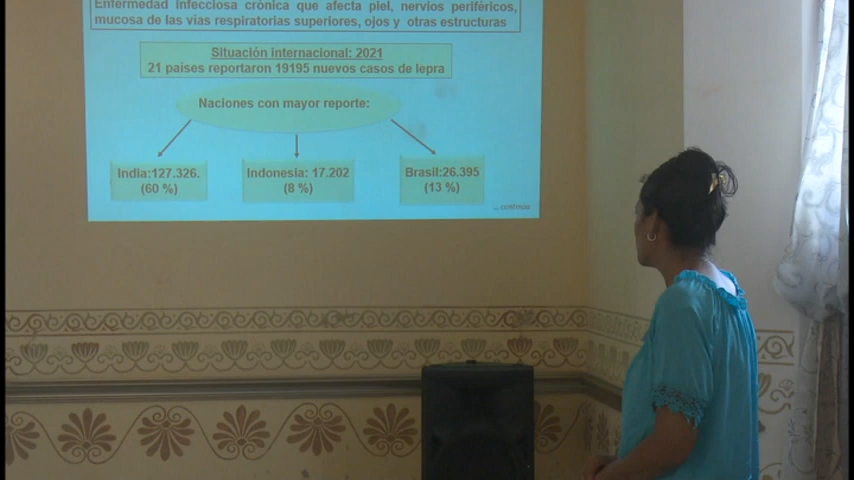 Enfermedad infecciosa crónica que afecta piel, nervios periféricos,
mucosa de las vías respiratorias superiores, ojos y otras estructuras
Situación internacional: 2021
21 países reportaron 19195 nuevos casos de lepra
Naciones con mayor reporte:
India:127.326.
(60 %)
Indonesia: 17.202
(8 %)
Brasil:26.395
(13 %)
... continua